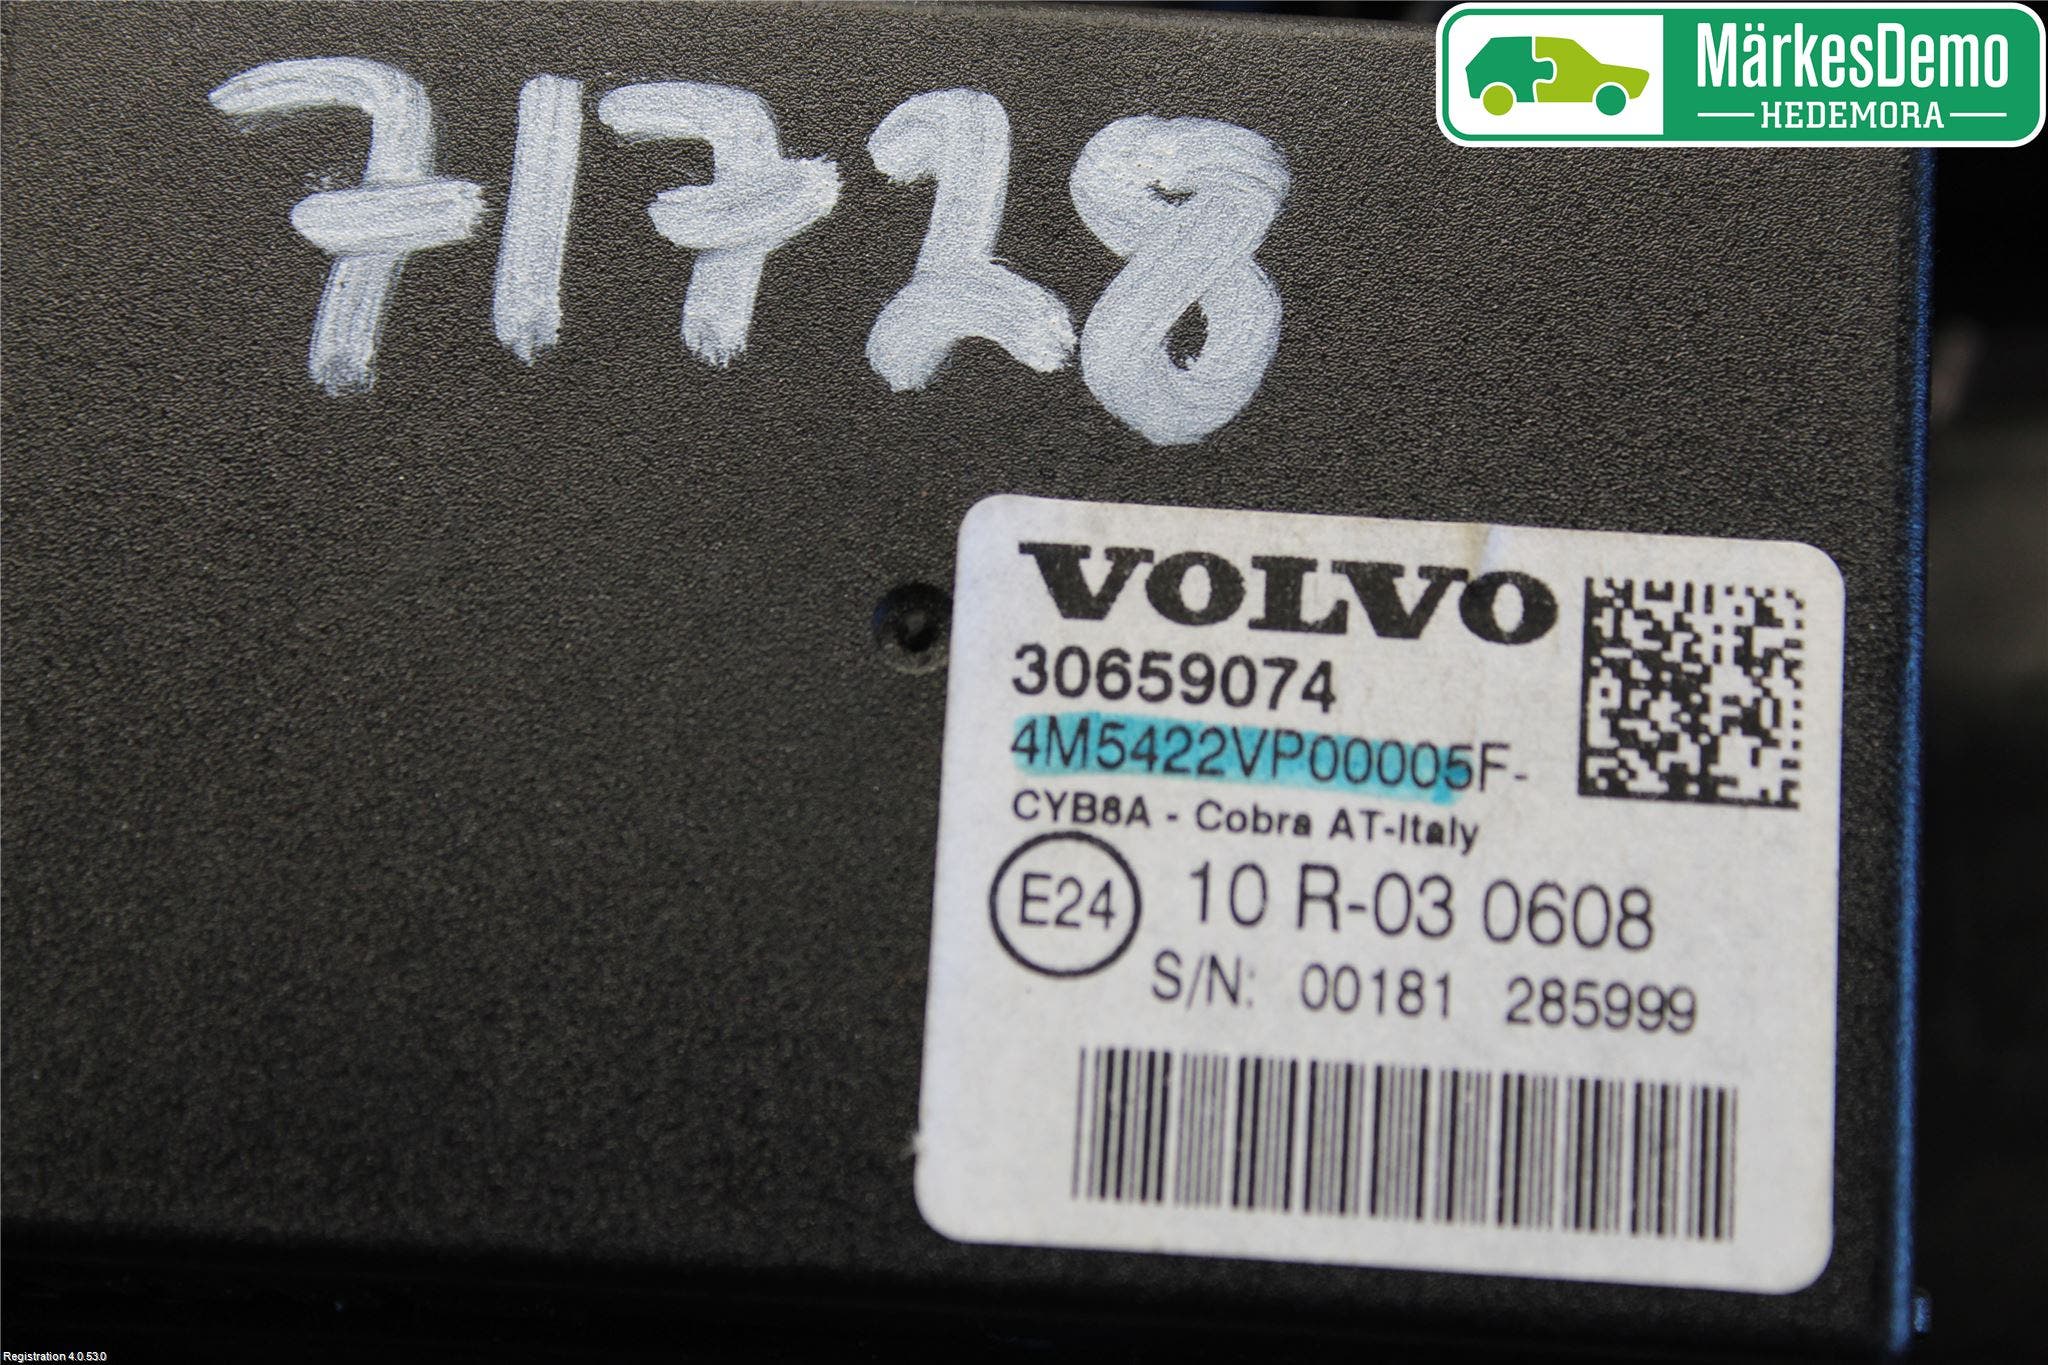 MärkesDemo
HEDEMORA
71728
VOLVO
30659074
4M5422VP00005F-
CYB8A - Cobra AT-Italy
E24 10 R-03 0608
S/N: 00181 285999
Registration 4.0.53.0